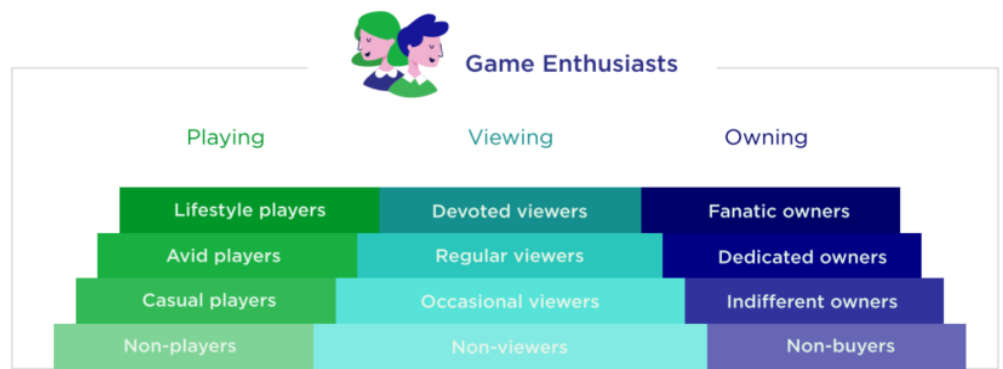 Game Enthusiasts
Playing Viewing Owning
Lifestyle players Devoted viewers Fanatic owners
Avid players Regular viewers Dedicated owners
Casual players Occasional viewers Indifferent owners
Non-players Non-viewers Non-buyers